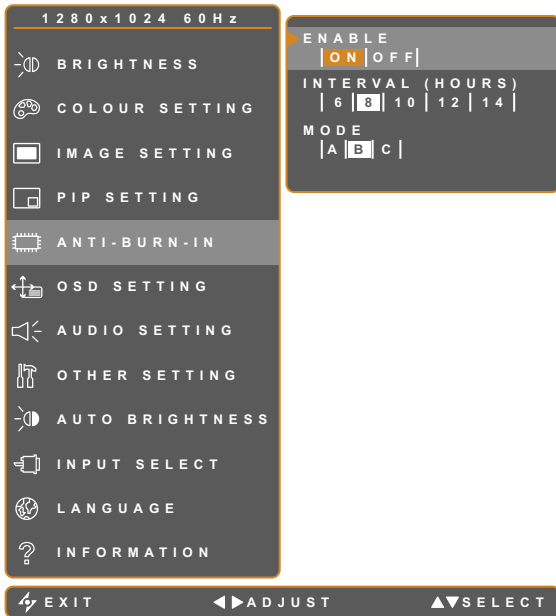 1280x1024 60Hz
BRIGHTNESS
COLOUR SETTING
IMAGE SETTING
PIP SETTING
ANTI-BURN-IN
OSD SETTING
AUDIO SETTING
OTHER SETTING
AUTO BRIGHTNESS
INPUT SELECT
LANGUAGE
INFORMATION
ENABLE
|ON|OFF|
INTERVAL (HOURS)
|6|8|10|12|14|
MODE
|A|B|C|
EXIT ADJUST SELECT